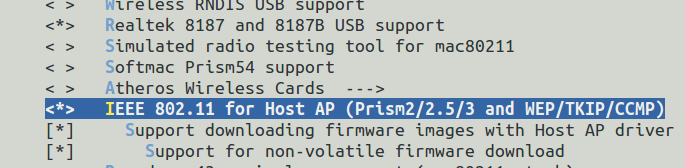 < > Wireless RNDIS USB support
<*> Realtek 8187 and 8187B USB support
< > Simulated radio testing tool for mac80211
< > Softmac Prism54 support
< > Atheros Wireless Cards --->
<*> IEEE 802.11 for Host AP (Prism2/2.5/3 and WEP/TKIP/CCMP)
[*] Support downloading firmware images with Host AP driver
[*] Support for non-volatile firmware download